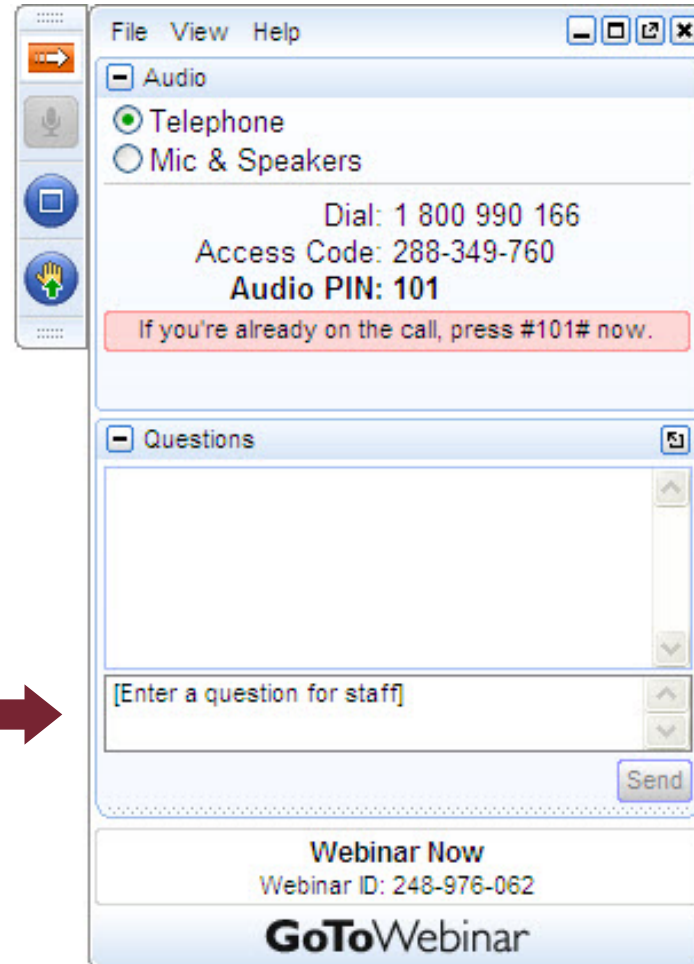 File View Help
Audio
Telephone
Mic & Speakers
Dial: 1 800 990 166
Access Code: 288-349-760
Audio PIN: 101
If you're already on the call, press #101# now.
Questions
[Enter a question for staff]
Send
Webinar Now
Webinar ID: 248-976-062
GoToWebinar